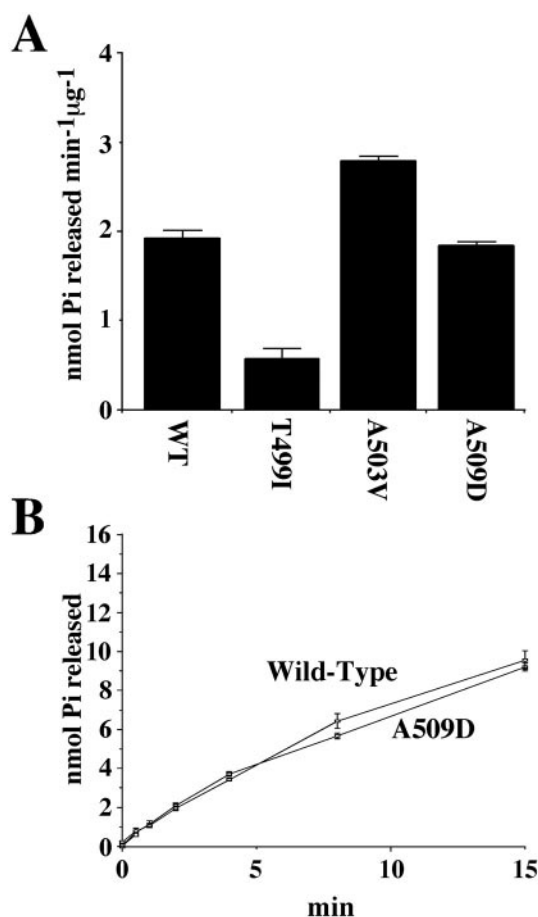 A
nmol Pi released min-1µg-1
4
3
2
1
0
WT
T499I
A503V
A509D
B
nmol Pi released
16
14
12
10
8
6
4
2
0
Wild-Type
A509D
0
5
10
15
min